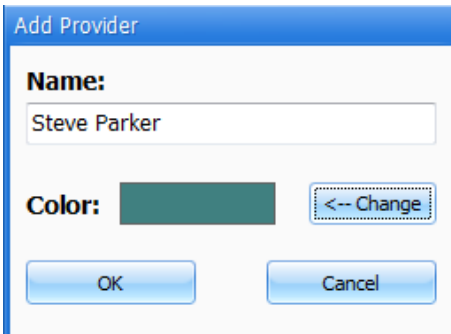 Add Provider
Name:
Steve Parker
Color: <-- Change
OK Cancel